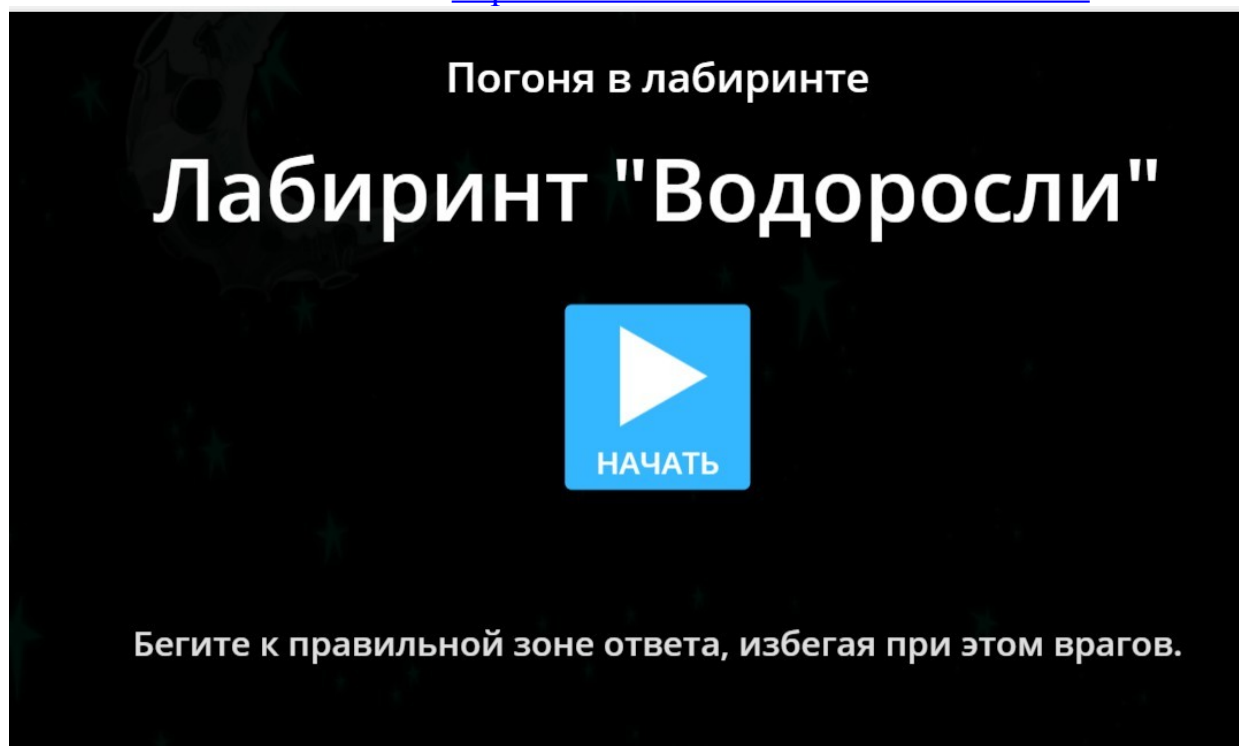 Погоня в лабиринте
Лабиринт "Водоросли"
НАЧАТЬ
Бегите к правильной зоне ответа, избегая при этом врагов.